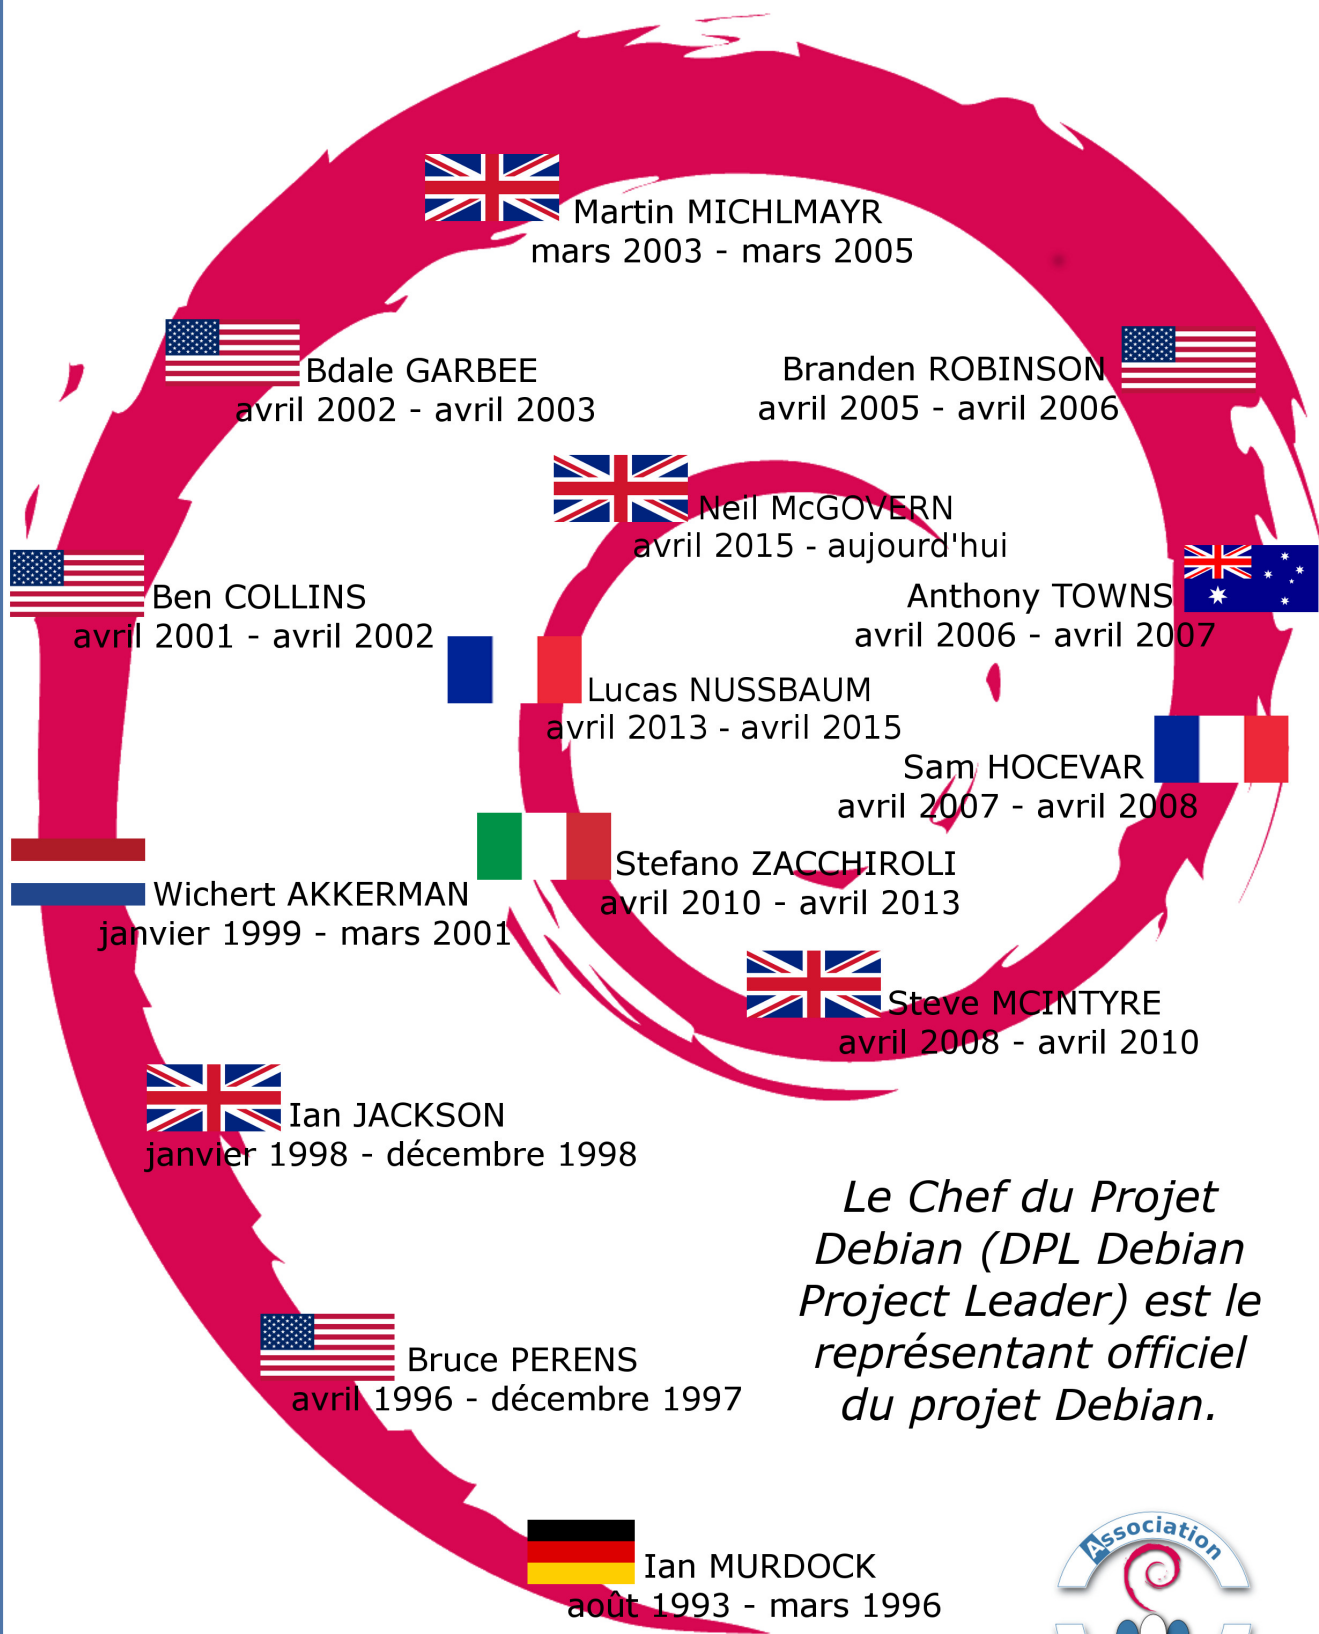 Martin MICHLMAYR
mars 2003 - mars 2005
Bdale GARBEE
avril 2002 - avril 2003
Branden ROBINSON
avril 2005 - avril 2006
Neil McGOVERN
avril 2015 - aujourd'hui
Ben COLLINS
avril 2001 - avril 2002
Anthony TOWNS
avril 2006 - avril 2007
Lucas NUSSBAUM
avril 2013 - avril 2015
Sam HOCEVAR
avril 2007 - avril 2008
Stefano ZACCHIROLI
avril 2010 - avril 2013
Wichert AKKERMAN
janvier 1999 - mars 2001
Steve MCINTYRE
avril 2008 - avril 2010
Ian JACKSON
janvier 1998 - décembre 1998
Le Chef du Projet
Debian (DPL Debian
Project Leader) est le
représentant officiel
du projet Debian.
Bruce PERENS
avril 1996 - décembre 1997
Association
Ian MURDOCK
août 1993 - mars 1996